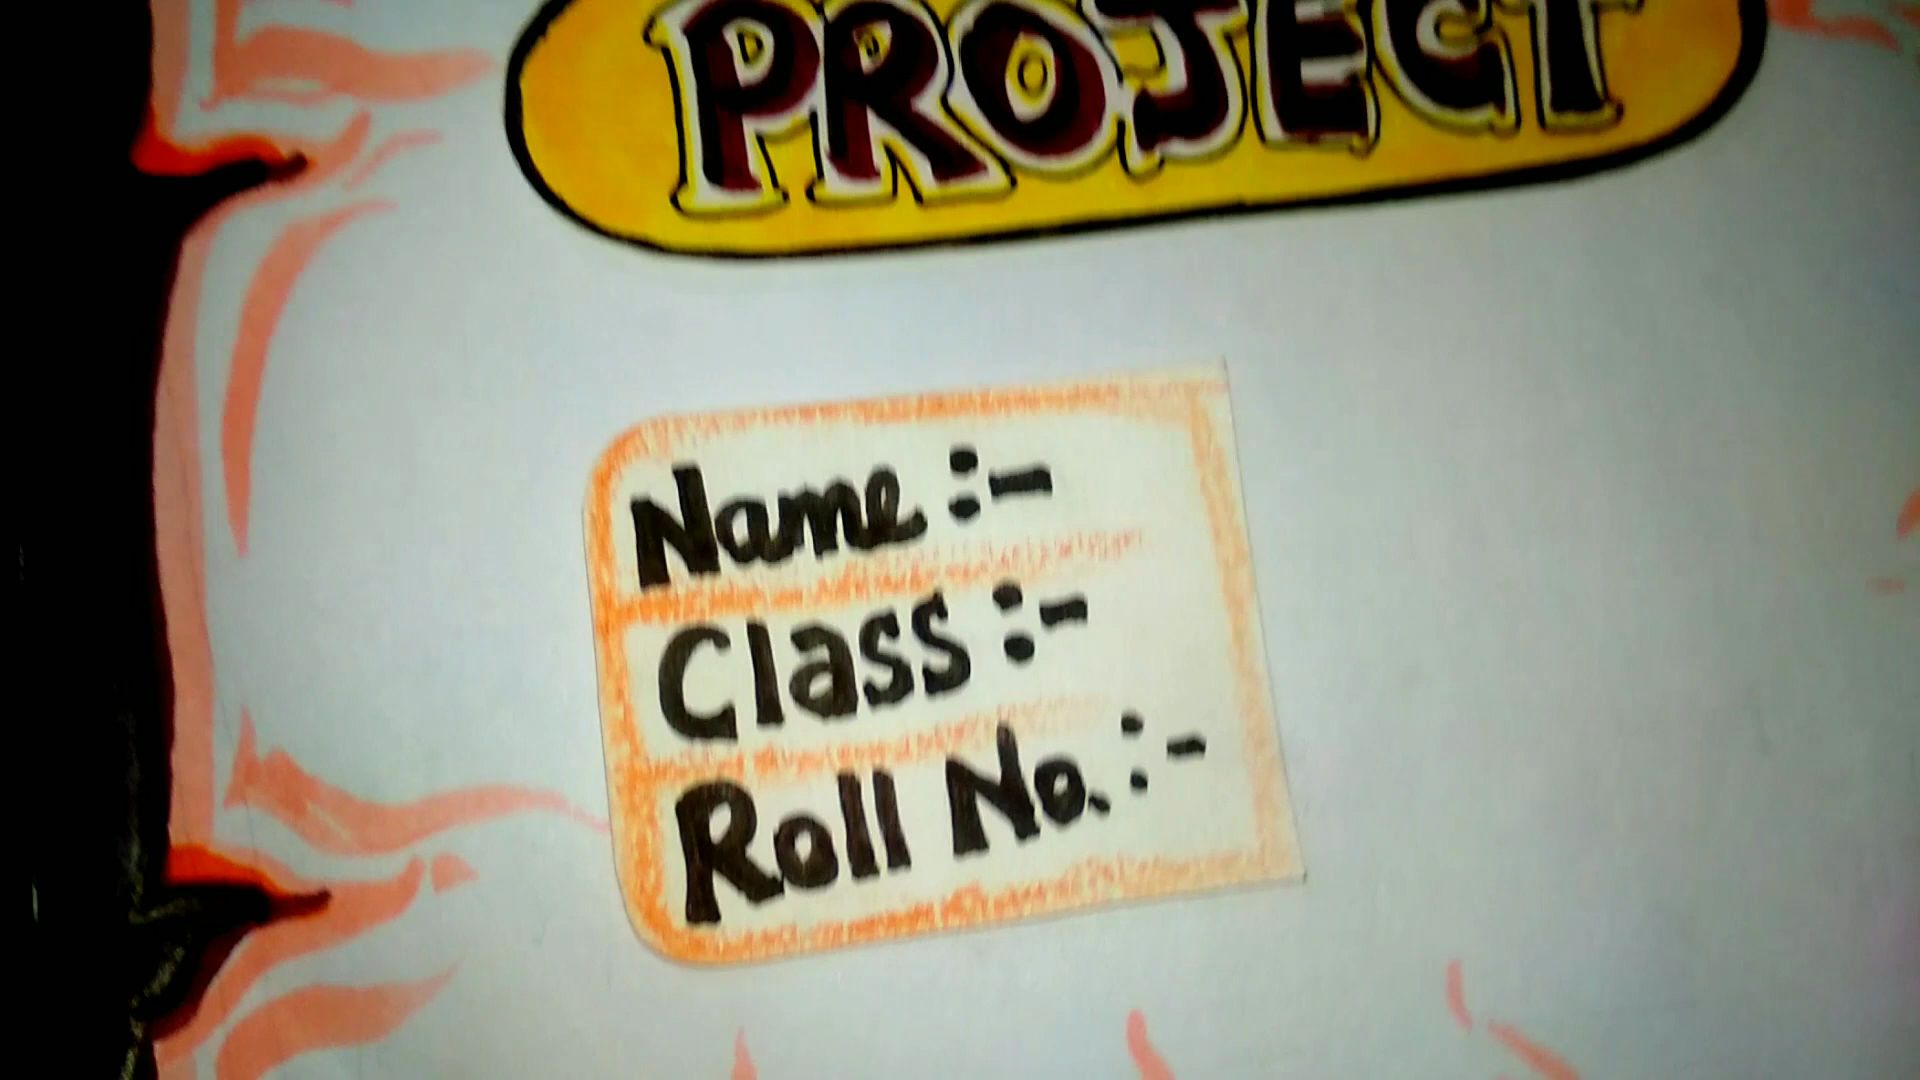 PROJECT
Name :-
Class :-
Roll No. :-